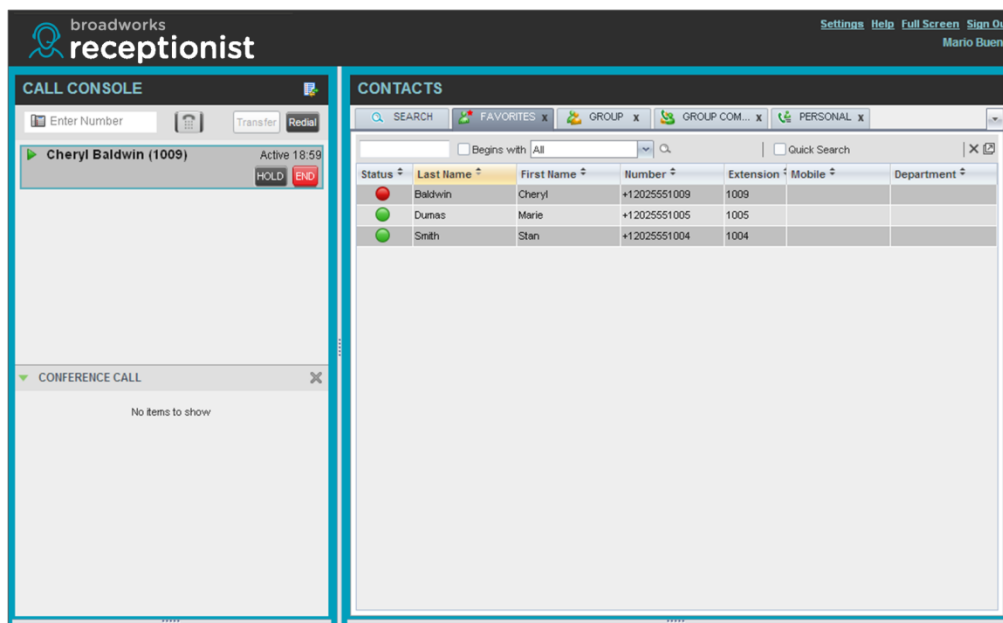 broadworks
receptionist
Settings Help Full Screen Sign Ou
Mario Buen
CALL CONSOLE
Enter Number
Transfer
Redial
Cheryl Baldwin (1009)
Active 18:59
HOLD
END
CONFERENCE CALL
No items to show
CONTACTS
SEARCH
FAVORITES X
GROUP X
GROUP COM... X
PERSONAL X
Begins with All
Quick Search
Status Last Name First Name Number Extension Mobile Department
Baldwin Cheryl +12025551009 1009
Dumas Marie +12025551005 1005
Smith Stan +12025551004 1004